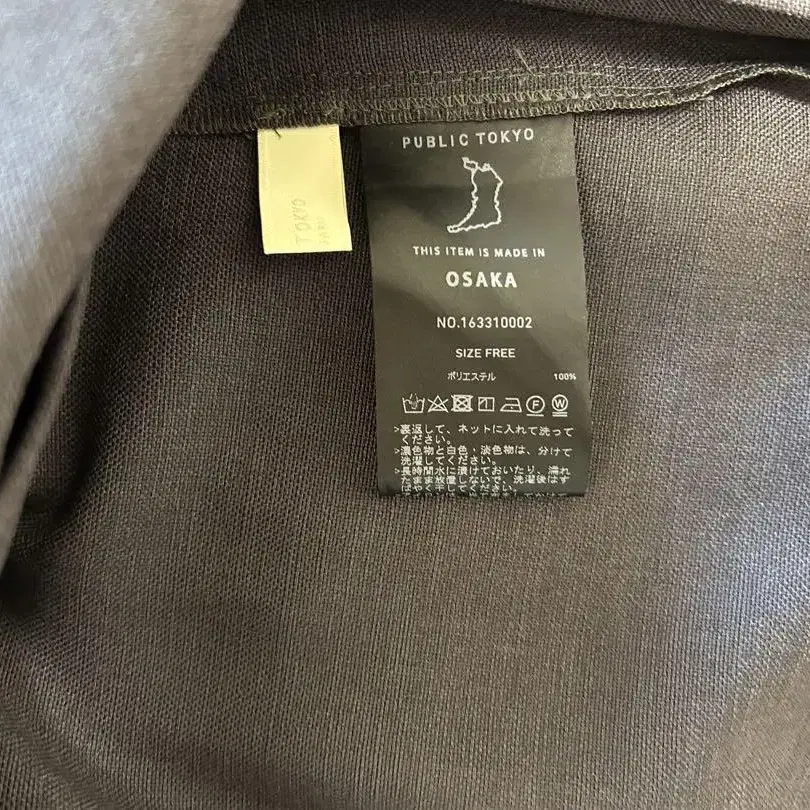 TOKYO
PUBLIC TOKYO
THIS ITEM IS MADE IN
OSAKA
NO.163310002
SIZE FREE
ポリエステル 100%
F W
>裏返して、ネットに入れて洗って
ください。
>濃色物と白色・淡色物は、分けて
洗濯してください。
>長時間水に漬けておいたり、濡れ
たまま放置しないで、洗濯後はす